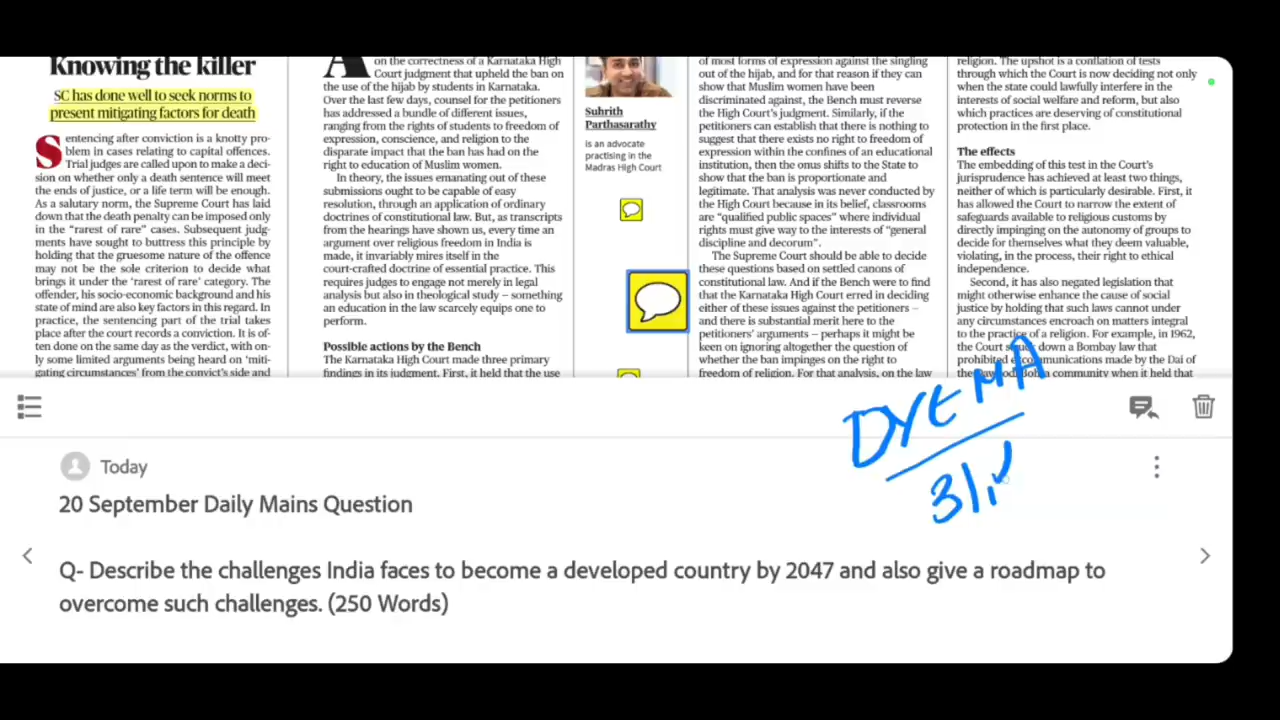 Knowing the killer
SC has done well to seek norms to
present mitigating factors for death
Sentencing after conviction is a knotty pro-
blem in cases relating to capital offences.
Trial judges are called upon to make a deci-
sion on whether only a death sentence will meet
the ends of justice, or a life term will be enough.
As a salutary norm, the Supreme Court has laid
down that the death penalty can be imposed only
in the “rarest of rare” cases. Subsequent judg-
ments have sought to buttress this principle by
holding that the gruesome nature of the offence
may not be the sole criterion to decide what
brings it under the ‘rarest of rare’ category. The
offender, his socio-economic background and his
state of mind are also key factors in this regard. In
practice, the sentencing part of the trial takes
place after the court records a conviction. It is of-
ten done on the same day as the verdict, with on-
ly some limited arguments being heard on ‘miti-
gating circumstances’ from the convict’s side and
A on the correctness of a Karnataka High
Court judgment that upheld the ban on
the use of the hijab by students in Karnataka.
Over the last few days, counsel for the petitioners
has addressed a bundle of different issues,
ranging from the rights of students to freedom of
expression, conscience, and religion to the
disparate impact that the ban has had on the
right to education of Muslim women.
In theory, the issues emanating out of these
submissions ought to be capable of easy
resolution, through an application of ordinary
doctrines of constitutional law. But, as transcripts
from the hearings have shown us, every time an
argument over religious freedom in India is
made, it invariably mires itself in the
court-crafted doctrine of essential practice. This
requires judges to engage not merely in legal
analysis but also in theological study – something
an education in the law scarcely equips one to
perform.
Possible actions by the Bench
The Karnataka High Court made three primary
findings in its judgment. First, it held that the use
Suhrith
Parthasarathy
is an advocate
practising in the
Madras High Court
of most forms of expression against the singling
out of the hijab, and for that reason if they can
show that Muslim women have been
discriminated against, the Bench must reverse
the High Court’s judgment. Similarly, if the
petitioners can establish that there is nothing to
suggest that there exists no right to freedom of
expression within the confines of an educational
institution, then the onus shifts to the State to
show that the ban is proportionate and
legitimate. That analysis was never conducted by
the High Court because in its belief, classrooms
are “qualified public spaces” where individual
rights must give way to the interests of “general
discipline and decorum”.
The Supreme Court should be able to decide
these questions based on settled canons of
constitutional law. And if the Bench were to find
that the Karnataka High Court erred in deciding
either of these issues against the petitioners –
and there is substantial merit here to the
petitioners’ arguments – perhaps it might be
keen on ignoring altogether the question of
whether the ban impinges on the right to
freedom of religion. For that analysis, on the law
religion. The upshot is a conflation of tests
through which the Court is now deciding not only
when the state could lawfully interfere in the
interests of social welfare and reform, but also
which practices are deserving of constitutional
protection in the first place.
The effects
The embedding of this test in the Court’s
jurisprudence has achieved at least two things,
neither of which is particularly desirable. First, it
has allowed the Court to narrow the extent of
safeguards available to religious customs by
directly impinging on the autonomy of groups to
decide for themselves what they deem valuable,
violating, in the process, their right to ethical
independence.
Second, it has also negated legislation that
might otherwise enhance the cause of social
justice by holding that such laws cannot under
any circumstances encroach on matters integral
to the practice of a religion. For example, in 1962,
the Court struck down a Bombay law that
prohibited excommunications made by the Dai of
the Dawoodi Bohra community when it held that
Today
20 September Daily Mains Question
Q- Describe the challenges India faces to become a developed country by 2047 and also give a roadmap to
overcome such challenges. (250 Words)